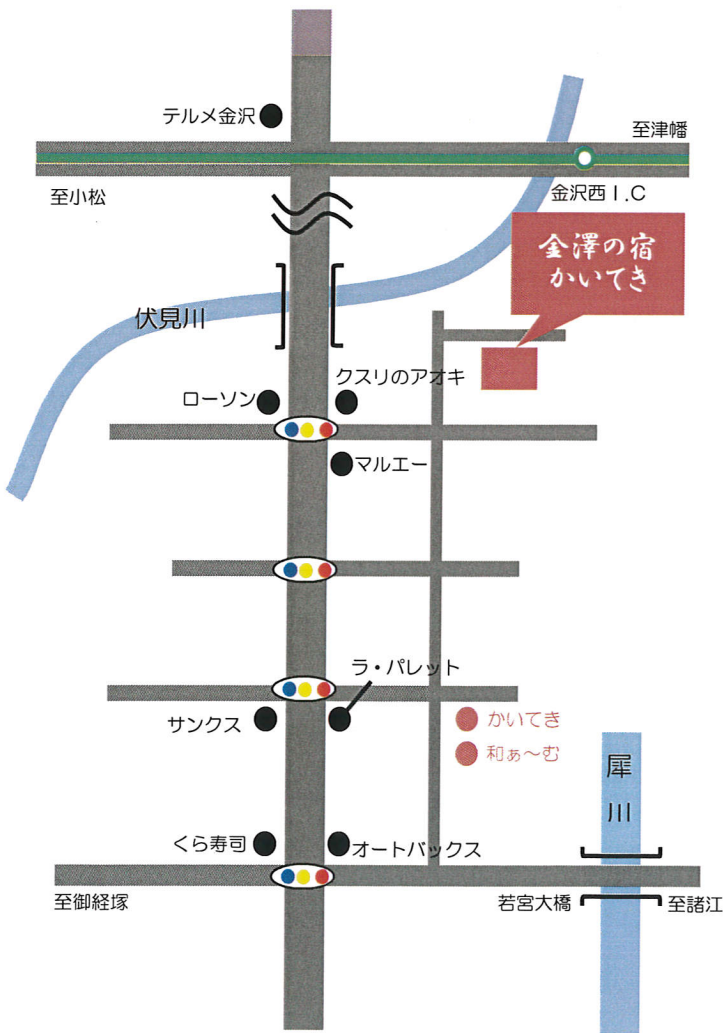 テルメ金沢
至津幡
至小松
金沢西I.C
金澤の宿
かいてき
伏見川
クスリのアオキ
ローソン
マルエー
ラ・パレット
サンクス
かいてき
和ぁ～む
犀川
くら寿司
オートバックス
至御経塚
若宮大橋
至諸江